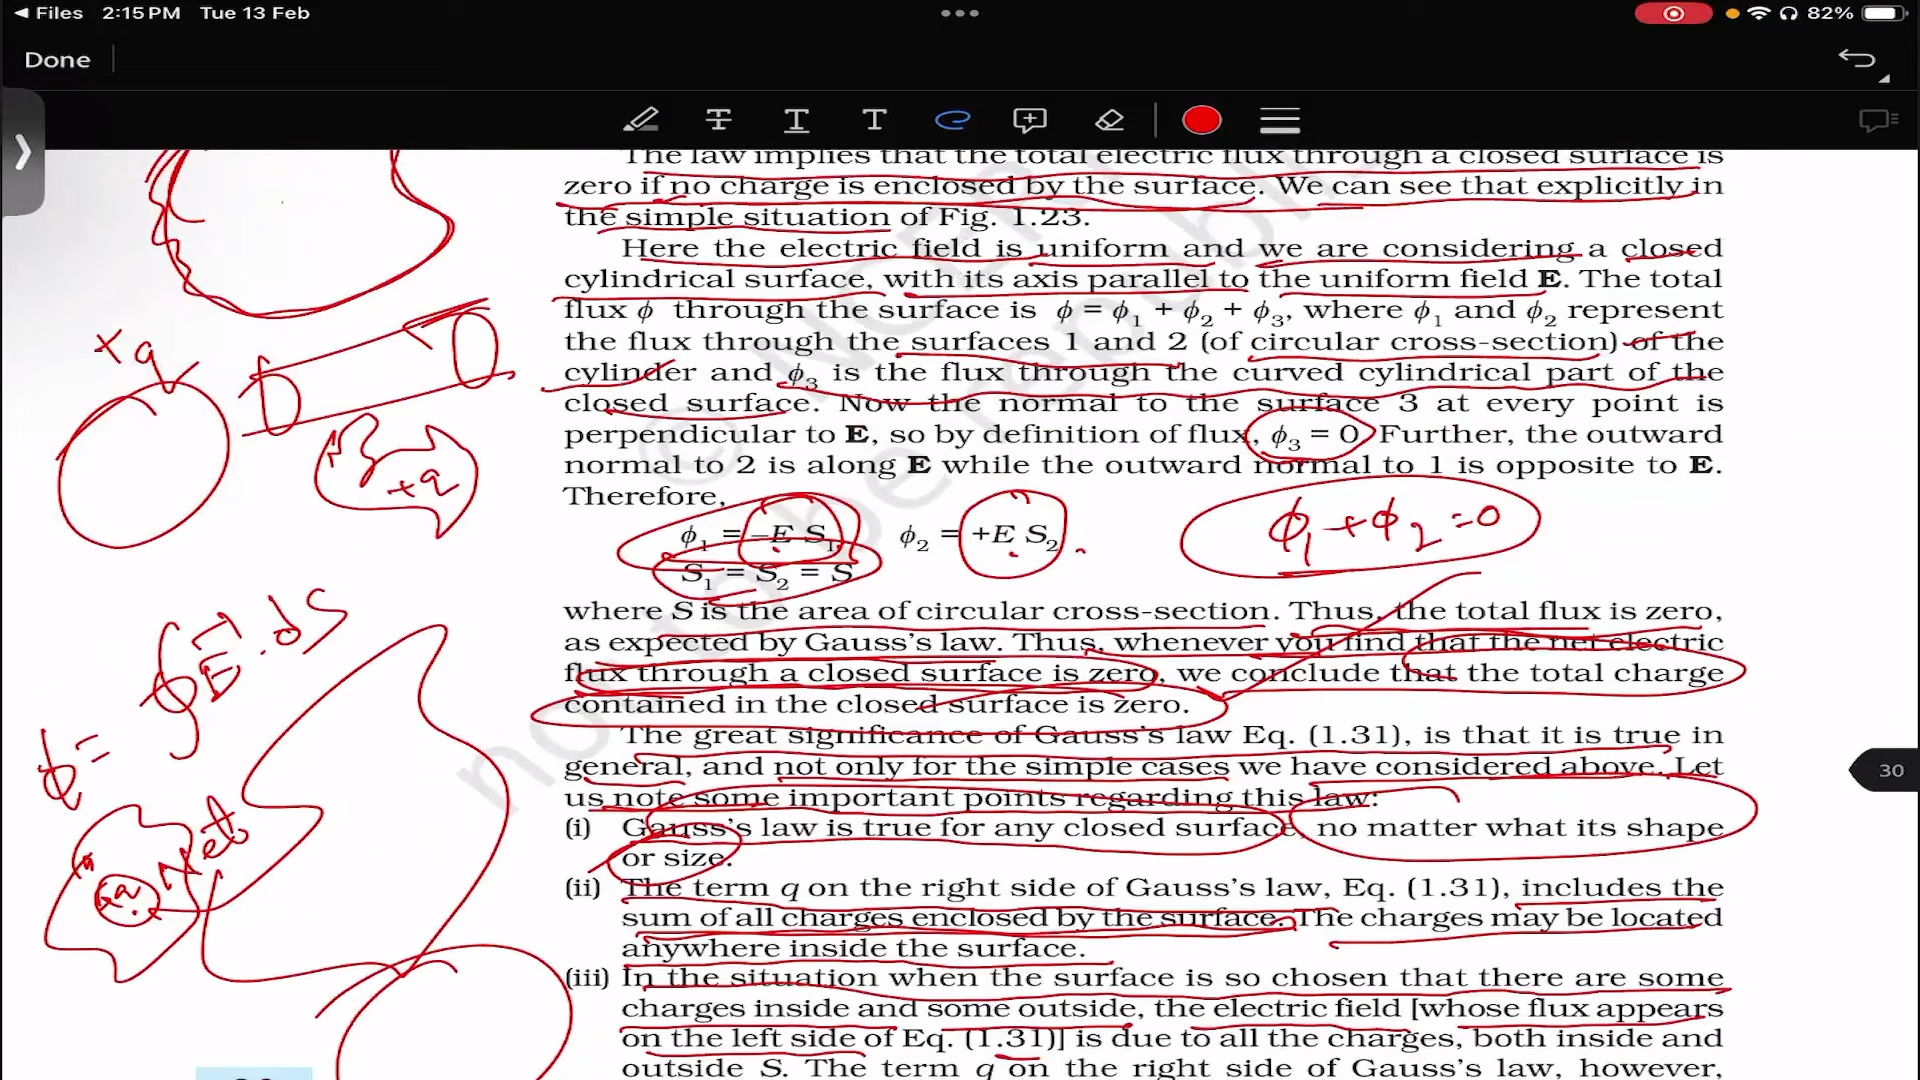 Files 2:15 PM Tue 13 Feb
82%
Done
The law implies that the total electric flux through a closed surface is
zero if no charge is enclosed by the surface. We can see that explicitly in
the simple situation of Fig. 1.23.
Here the electric field is uniform and we are considering a closed
cylindrical surface, with its axis parallel to the uniform field E. The total
flux ϕ through the surface is ϕ = ϕ₁ + ϕ₂ + ϕ₃, where ϕ₁ and ϕ₂ represent
the flux through the surfaces 1 and 2 (of circular cross-section) of the
cylinder and ϕ₃ is the flux through the curved cylindrical part of the
closed surface. Now the normal to the surface 3 at every point is
perpendicular to E, so by definition of flux, ϕ₃ = 0. Further, the outward
normal to 2 is along E while the outward normal to 1 is opposite to E.
Therefore,
ϕ₁ = –E S₁, ϕ₂ = +E S₂
S₁ = S₂ = S
ϕ₁ + ϕ₂ = 0
where S is the area of circular cross-section. Thus, the total flux is zero,
as expected by Gauss's law. Thus, whenever you find that the net electric
flux through a closed surface is zero, we conclude that the total charge
contained in the closed surface is zero.
The great significance of Gauss's law Eq. (1.31), is that it is true in
general, and not only for the simple cases we have considered above. Let
us note some important points regarding this law:
(i) Gauss's law is true for any closed surface, no matter what its shape
or size.
(ii) The term q on the right side of Gauss's law, Eq. (1.31), includes the
sum of all charges enclosed by the surface. The charges may be located
anywhere inside the surface.
(iii) In the situation when the surface is so chosen that there are some
charges inside and some outside, the electric field [whose flux appears
on the left side of Eq. (1.31)] is due to all the charges, both inside and
outside S. The term q on the right side of Gauss's law, however,
30
+q
+q
ϕ = ∮ E⃗ . dS
Net
not to be republi